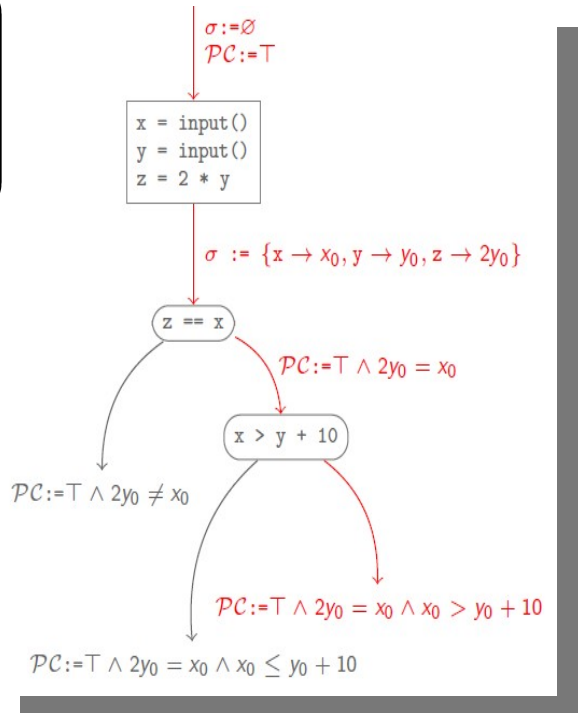 σ:=∅
𝒫𝒞:=⊤
x = input()
y = input()
z = 2 * y
σ := {x → x₀, y → y₀, z → 2y₀}
z == x
𝒫𝒞:=⊤ ∧ 2y₀ = x₀
x > y + 10
𝒫𝒞:=⊤ ∧ 2y₀ ≠ x₀
𝒫𝒞:=⊤ ∧ 2y₀ = x₀ ∧ x₀ > y₀ + 10
𝒫𝒞:=⊤ ∧ 2y₀ = x₀ ∧ x₀ ≤ y₀ + 10